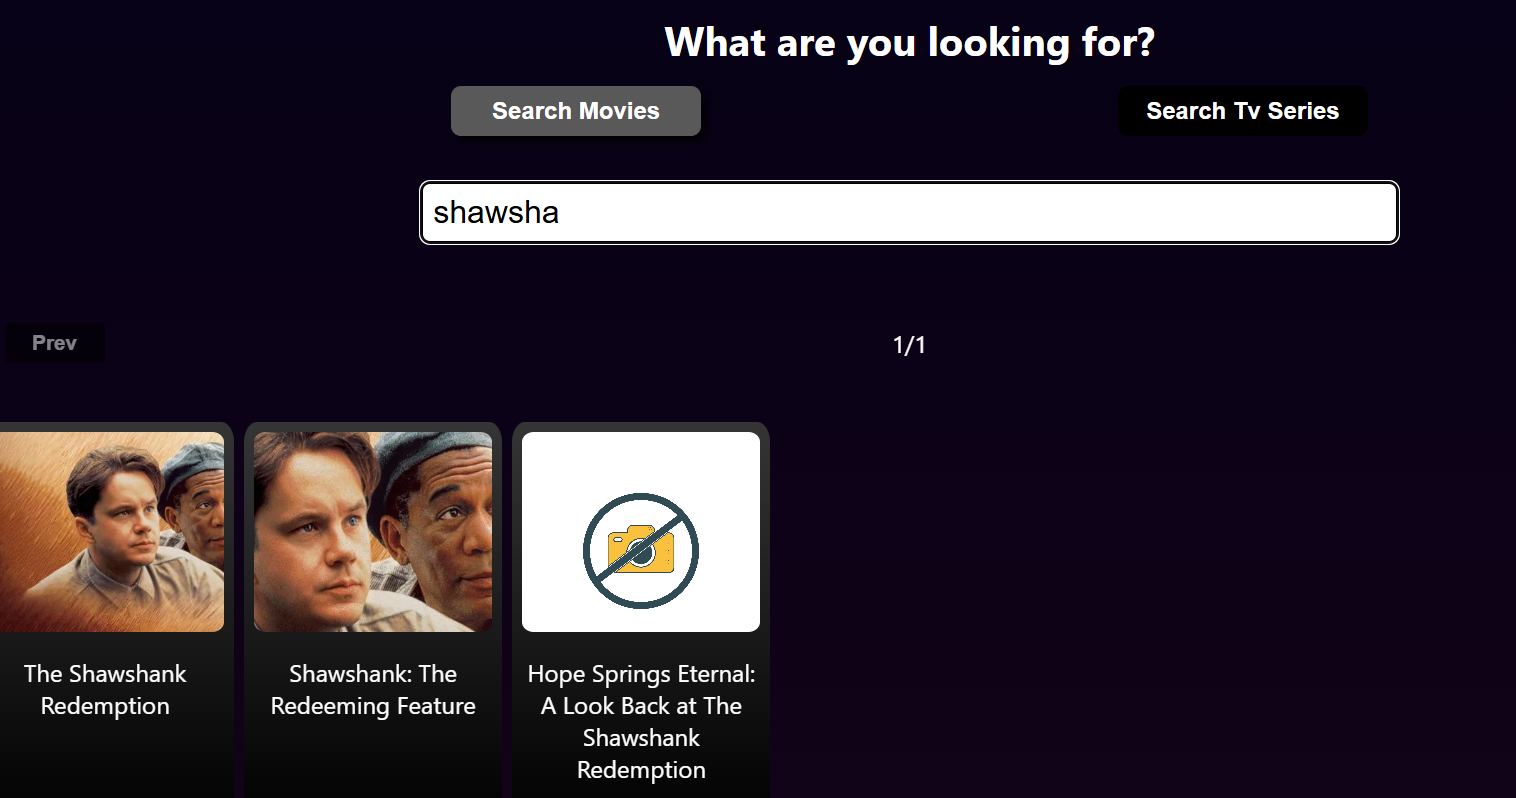 What are you looking for?
Search Movies
Search Tv Series
shawsha
Prev
1/1
The Shawshank
Redemption
Shawshank: The
Redeeming Feature
Hope Springs Eternal:
A Look Back at The
Shawshank
Redemption